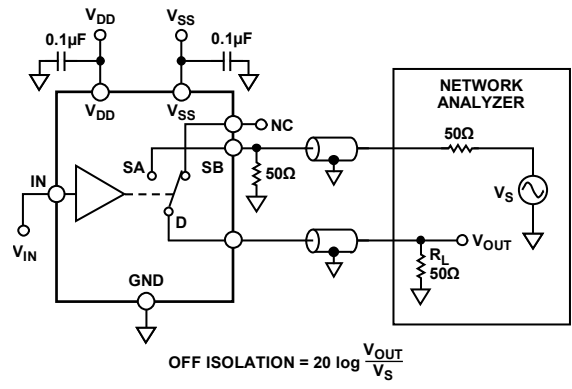 VDD
VSS
0.1µF
0.1µF
VDD
VSS
NC
NETWORK
ANALYZER
SA
SB
50Ω
50Ω
IN
VS
D
VIN
VOUT
RL
50Ω
GND
OFF ISOLATION = 20 log VOUT
VS